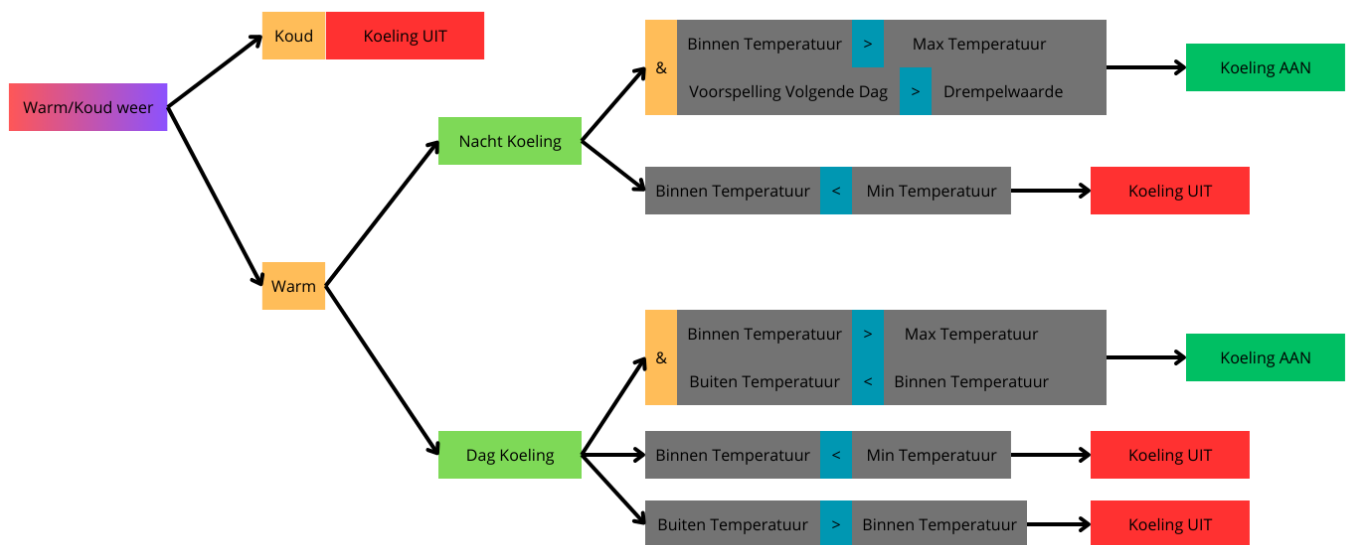 Koud Koeling UIT
Warm/Koud weer
Binnen Temperatuur > Max Temperatuur
&
Voorspelling Volgende Dag > Drempelwaarde
Koeling AAN
Nacht Koeling
Binnen Temperatuur < Min Temperatuur
Koeling UIT
Warm
Binnen Temperatuur > Max Temperatuur
&
Buiten Temperatuur < Binnen Temperatuur
Koeling AAN
Dag Koeling
Binnen Temperatuur < Min Temperatuur
Koeling UIT
Buiten Temperatuur > Binnen Temperatuur
Koeling UIT